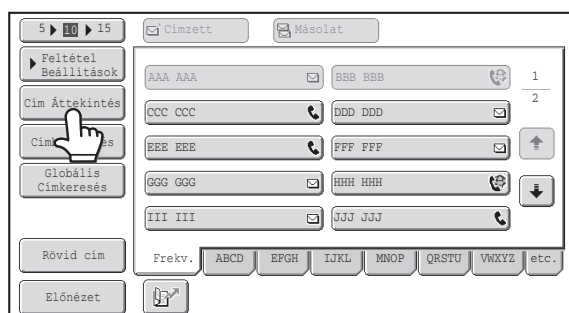 5 10 15
Címzett
Másolat
Feltétel
Beállítások
Cím Áttekintés
Globális
Címkeresés
Rövid cím
Előnézet
AAA AAA
BBB BBB
CCC CCC
DDD DDD
EEE EEE
FFF FFF
GGG GGG
HHH HHH
III III
JJJ JJJ
1
2
Frekv.
ABCD
EFGH
IJKL
MNOP
QRSTU
VWXYZ
etc.